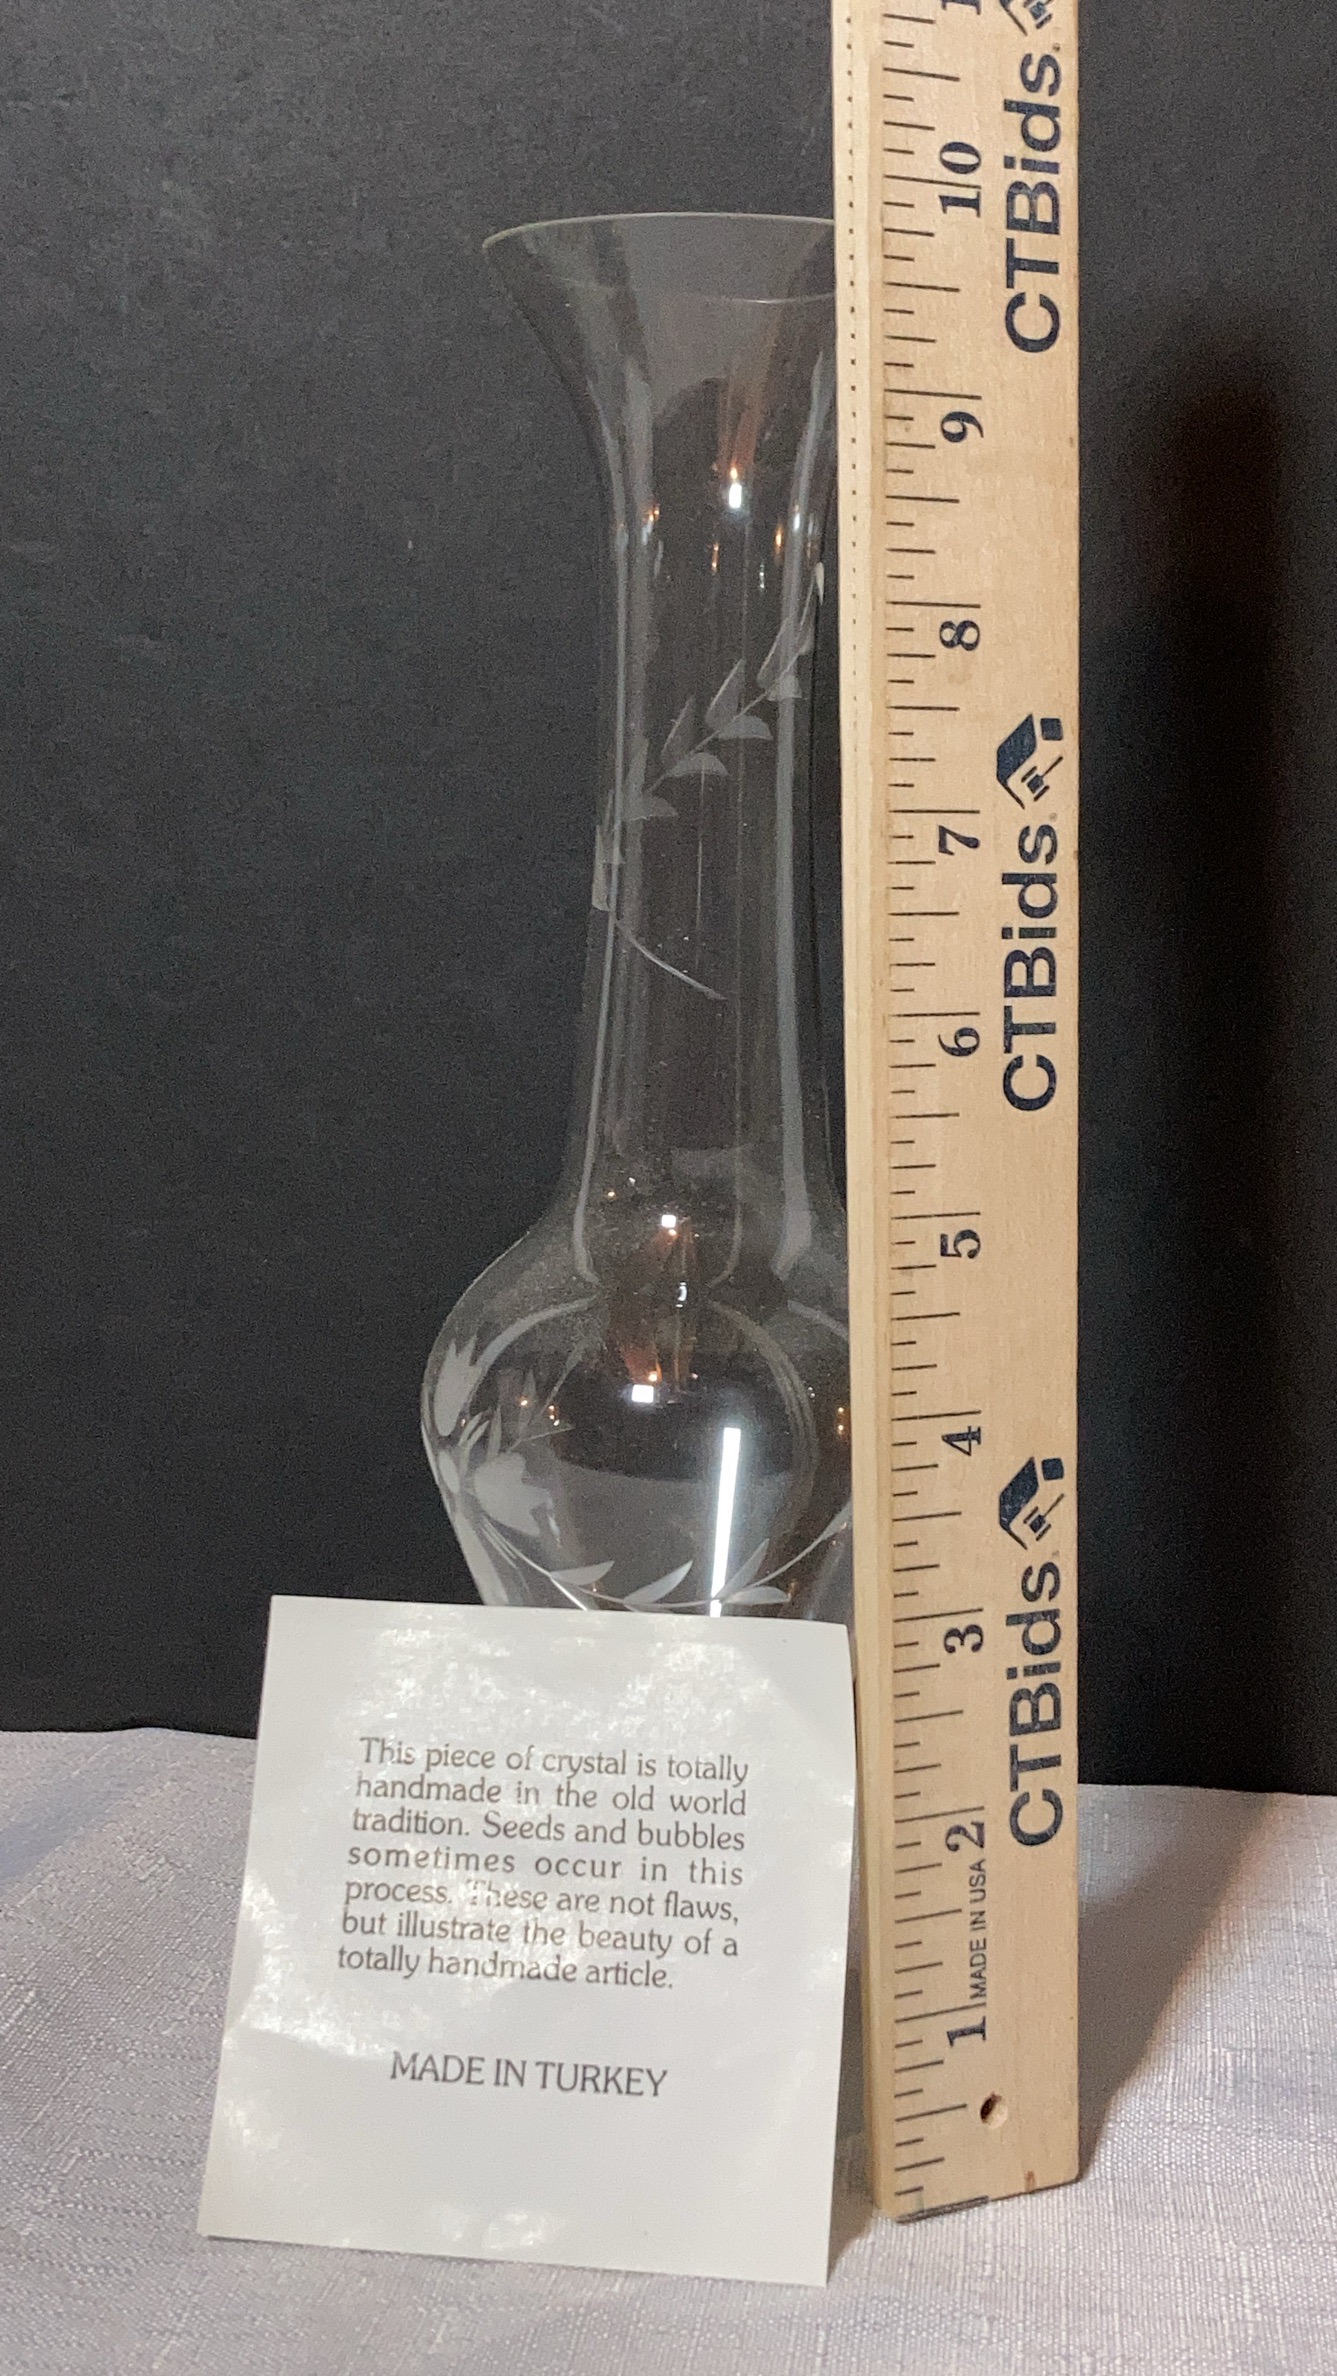 CTBids.
10
9
8
CTBids.
7
6
5
4
CTBids.
3
2
MADE IN USA
1
This piece of crystal is totally
handmade in the old world
tradition. Seeds and bubbles
sometimes occur in this
process. These are not flaws,
but illustrate the beauty of a
totally handmade article.
MADE IN TURKEY